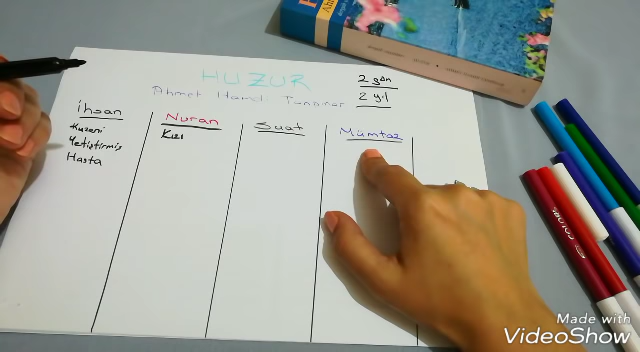 HUZUR
2 gün
2 yıl
Ahmet Hamdi Tanpınar
İhsan
Nuran
Suat
Mümtaz
Kuzeni
Yetiştirmiş
Hasta
Kızı
Made with
VideoShow